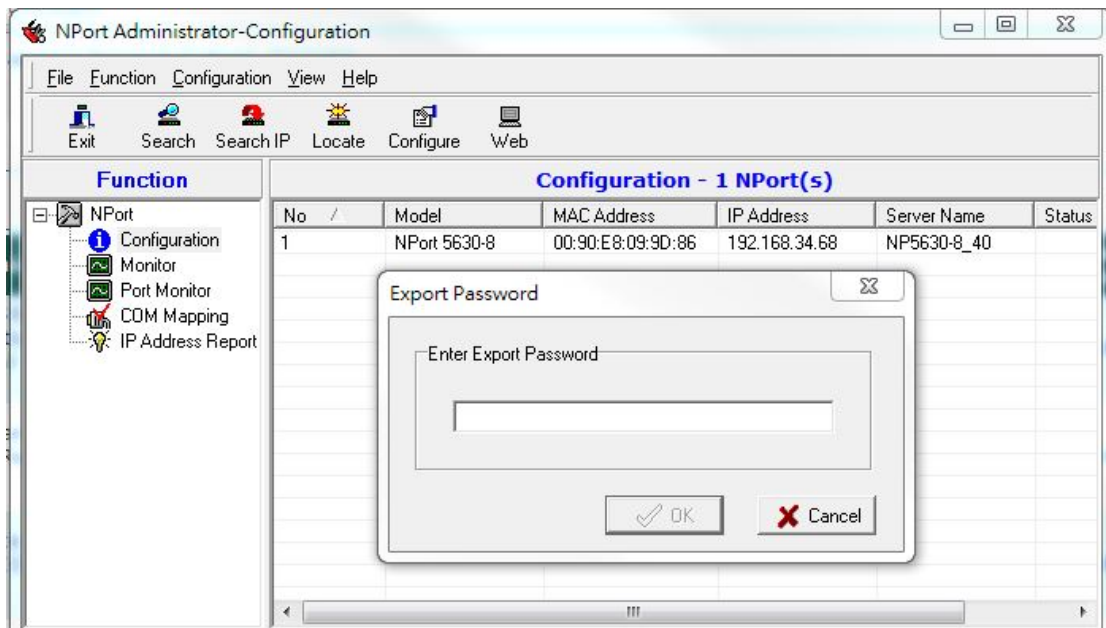 NPort Administrator-Configuration
File Function Configuration View Help
Exit Search Search IP Locate Configure Web
Function
Configuration - 1 NPort(s)
NPort
Configuration
Monitor
Port Monitor
COM Mapping
IP Address Report
No Model MAC Address IP Address Server Name Status
1 NPort 5630-8 00:90:E8:09:9D:86 192.168.34.68 NP5630-8_40
Export Password
Enter Export Password
OK Cancel